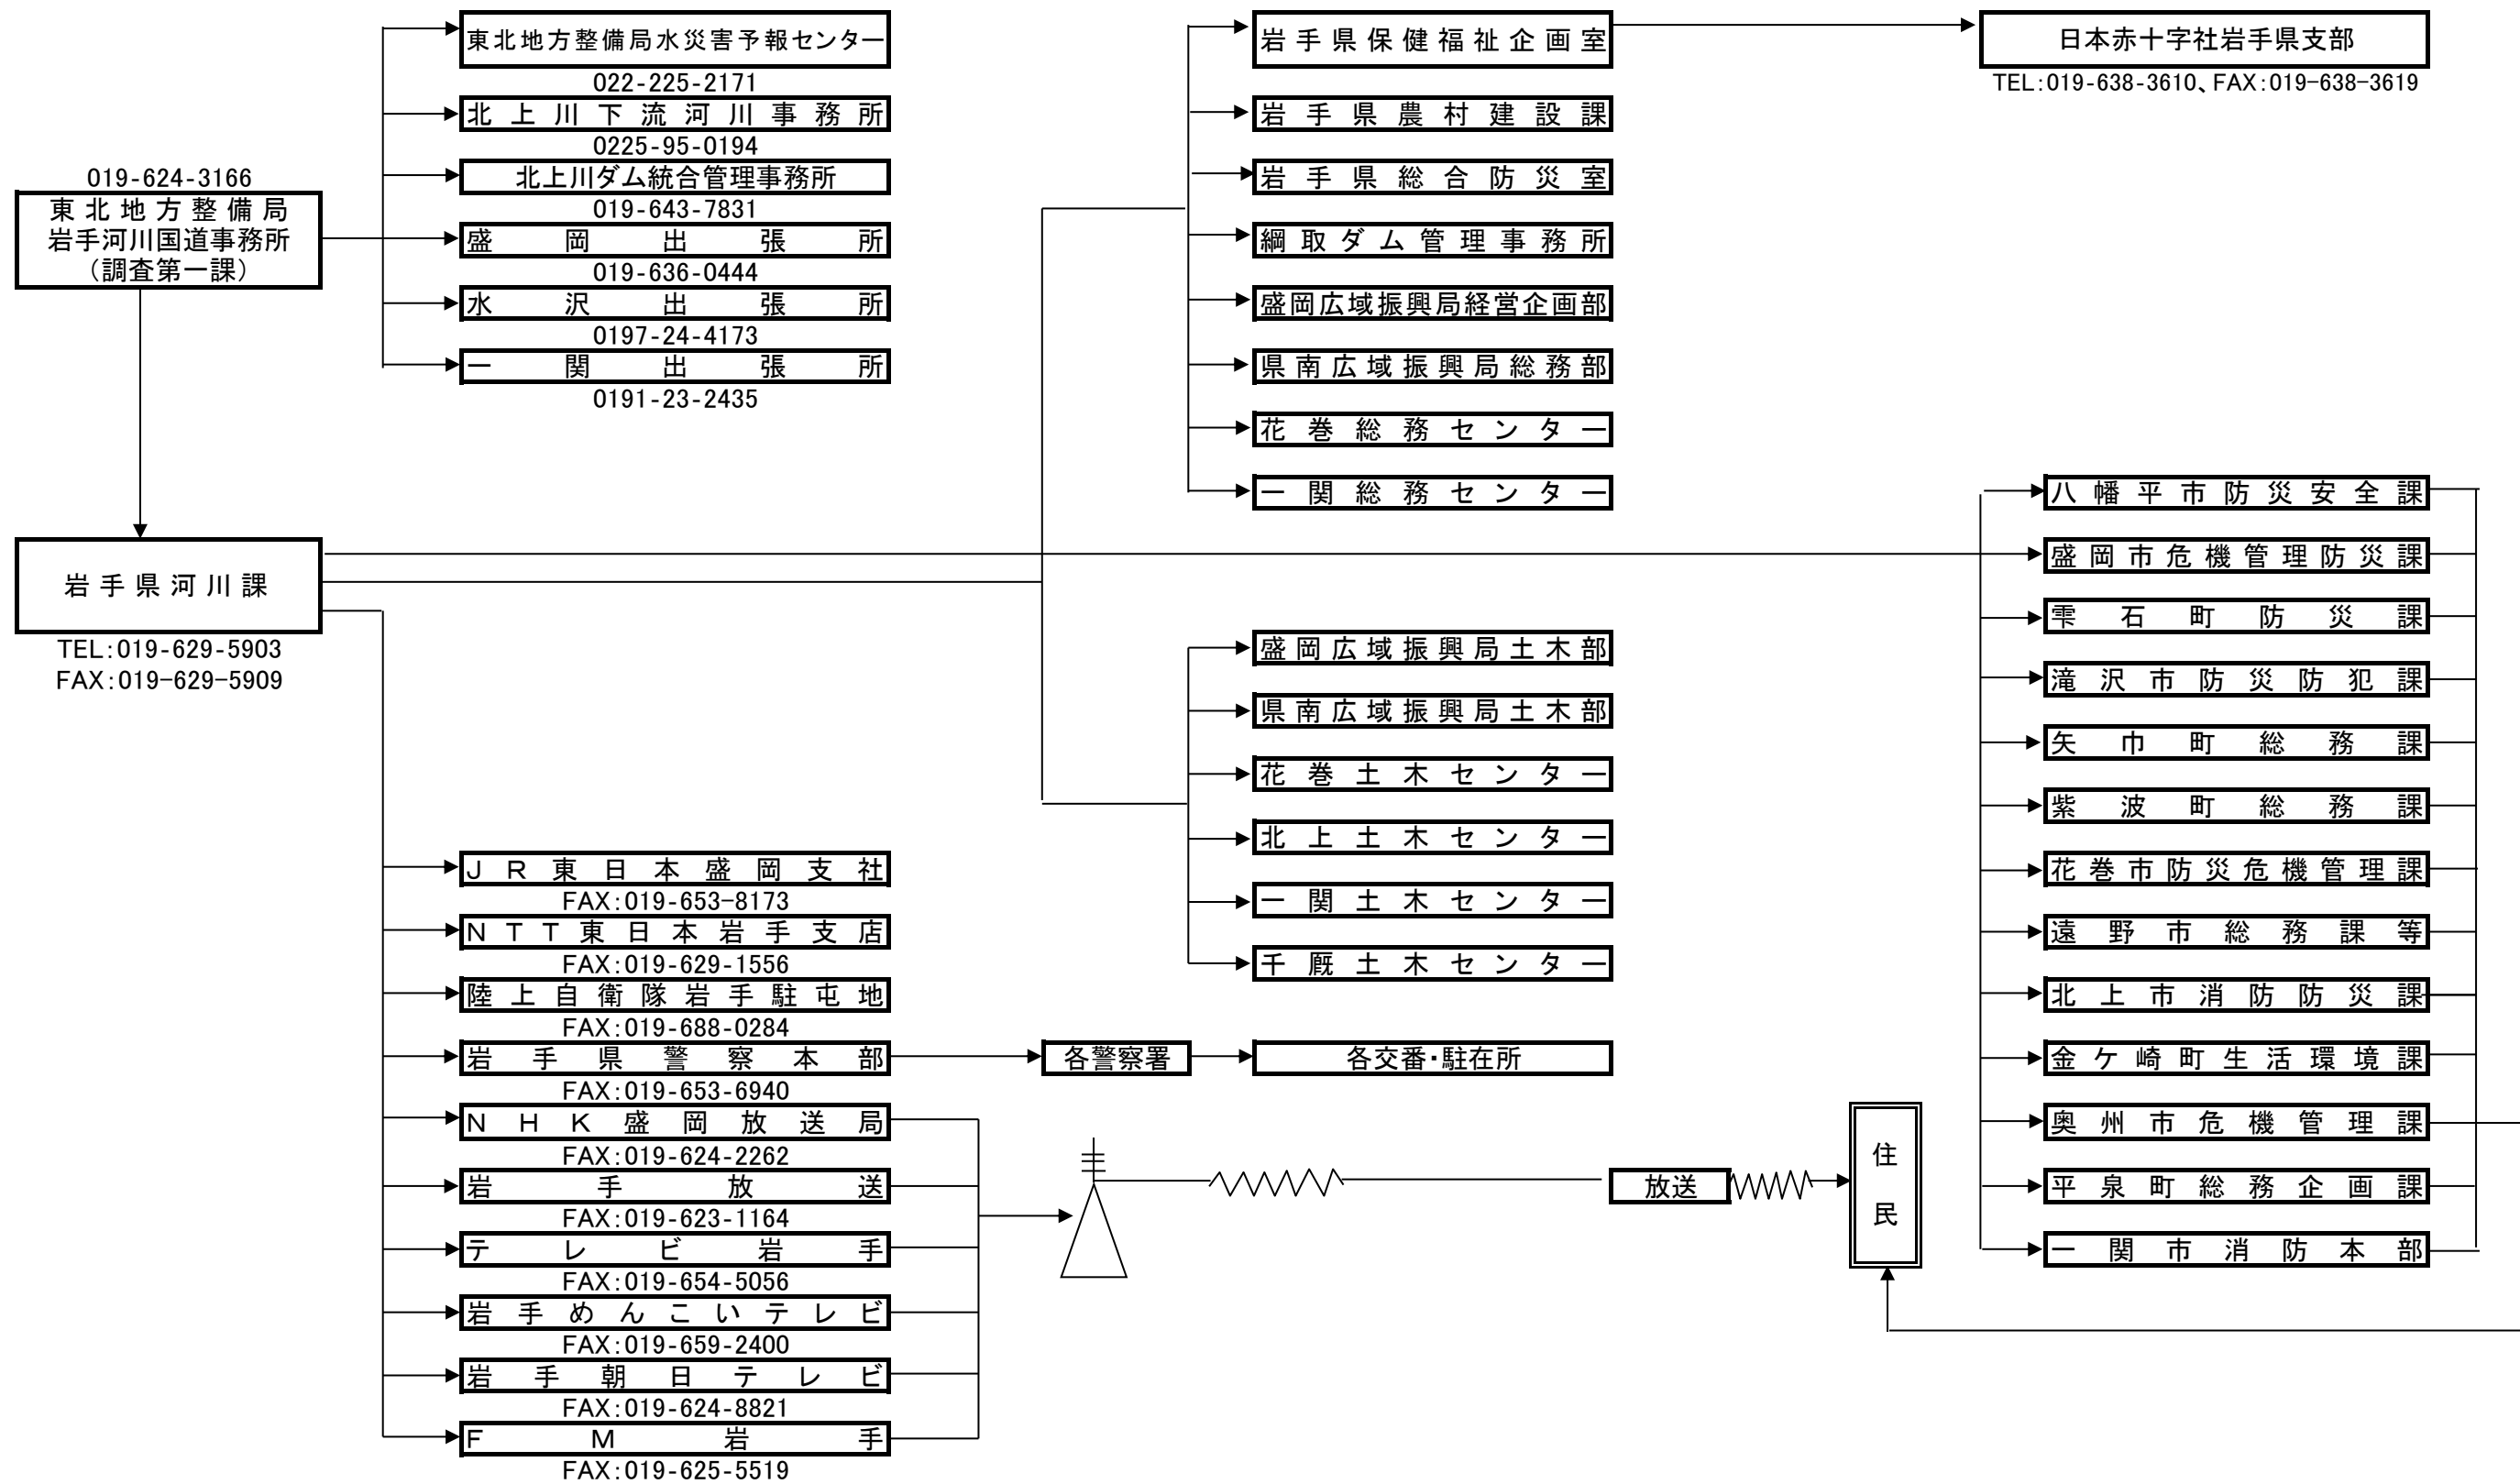 019-624-3166
東北地方整備局
岩手河川国道事務所
（調査第一課）
岩手県河川課
TEL:019-629-5903
FAX:019-629-5909
東北地方整備局水災害予報センター
022-225-2171
北上川下流河川事務所
0225-95-0194
北上川ダム統合管理事務所
019-643-7831
盛岡出張所
019-636-0444
水沢出張所
0197-24-4173
一関出張所
0191-23-2435
JR東日本盛岡支社
FAX:019-653-8173
NTT東日本岩手支店
FAX:019-629-1556
陸上自衛隊岩手駐屯地
FAX:019-688-0284
岩手県警察本部
FAX:019-653-6940
NHK盛岡放送局
FAX:019-624-2262
岩手放送
FAX:019-623-1164
テレビ岩手
FAX:019-654-5056
岩手めんこいテレビ
FAX:019-659-2400
岩手朝日テレビ
FAX:019-624-8821
FM岩手
FAX:019-625-5519
各警察署
各交番・駐在所
岩手県保健福祉企画室
岩手県農村建設課
岩手県総合防災室
綱取ダム管理事務所
盛岡広域振興局経営企画部
県南広域振興局総務部
花巻総務センター
一関総務センター
盛岡広域振興局土木部
県南広域振興局土木部
花巻土木センター
北上土木センター
一関土木センター
千厩土木センター
放送
住
民
日本赤十字社岩手県支部
TEL:019-638-3610、FAX:019-638-3619
八幡平市防災安全課
盛岡市危機管理防災課
雫石町防災課
滝沢市防災防犯課
矢巾町総務課
紫波町総務課
花巻市防災危機管理課
遠野市総務課等
北上市消防防災課
金ケ崎町生活環境課
奥州市危機管理課
平泉町総務企画課
一関市消防本部